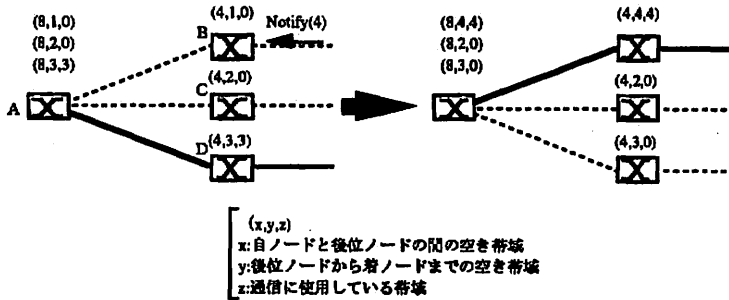 (8,1,0)
(8,2,0)
(8,3,3)
A
(4,1,0)
B
Notify(4)
C
(4,2,0)
D
(4,3,3)
(8,4,4)
(8,2,0)
(8,3,0)
(4,4,4)
(4,2,0)
(4,3,0)
(x,y,z)
x:自ノードと後位ノードの間の空き帯域
y:後位ノードから着ノードまでの空き帯域
z:通信に使用している帯域